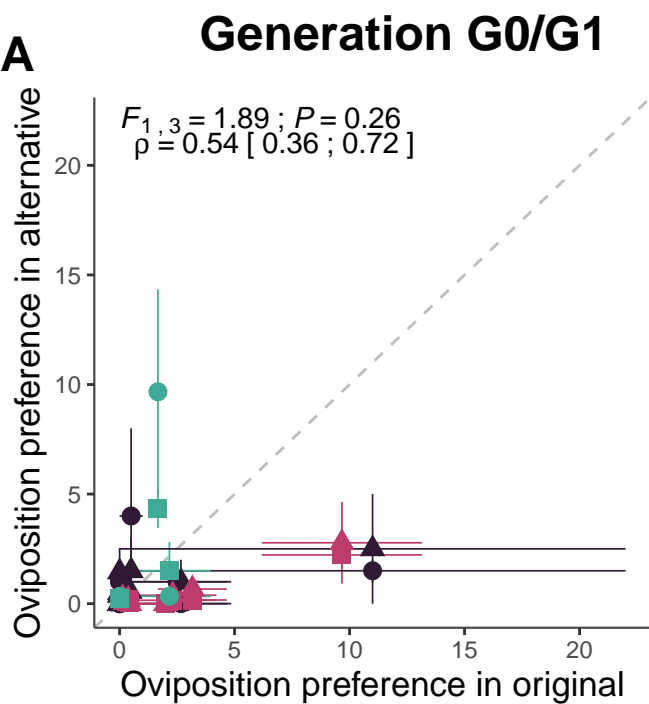 Generation G0/G1
A
F1 , 3 = 1.89 ; P = 0.26
ρ = 0.54 [ 0.36 ; 0.72 ]
Oviposition preference in alternative
20
15
10
5
0
0 5 10 15 20
Oviposition preference in original